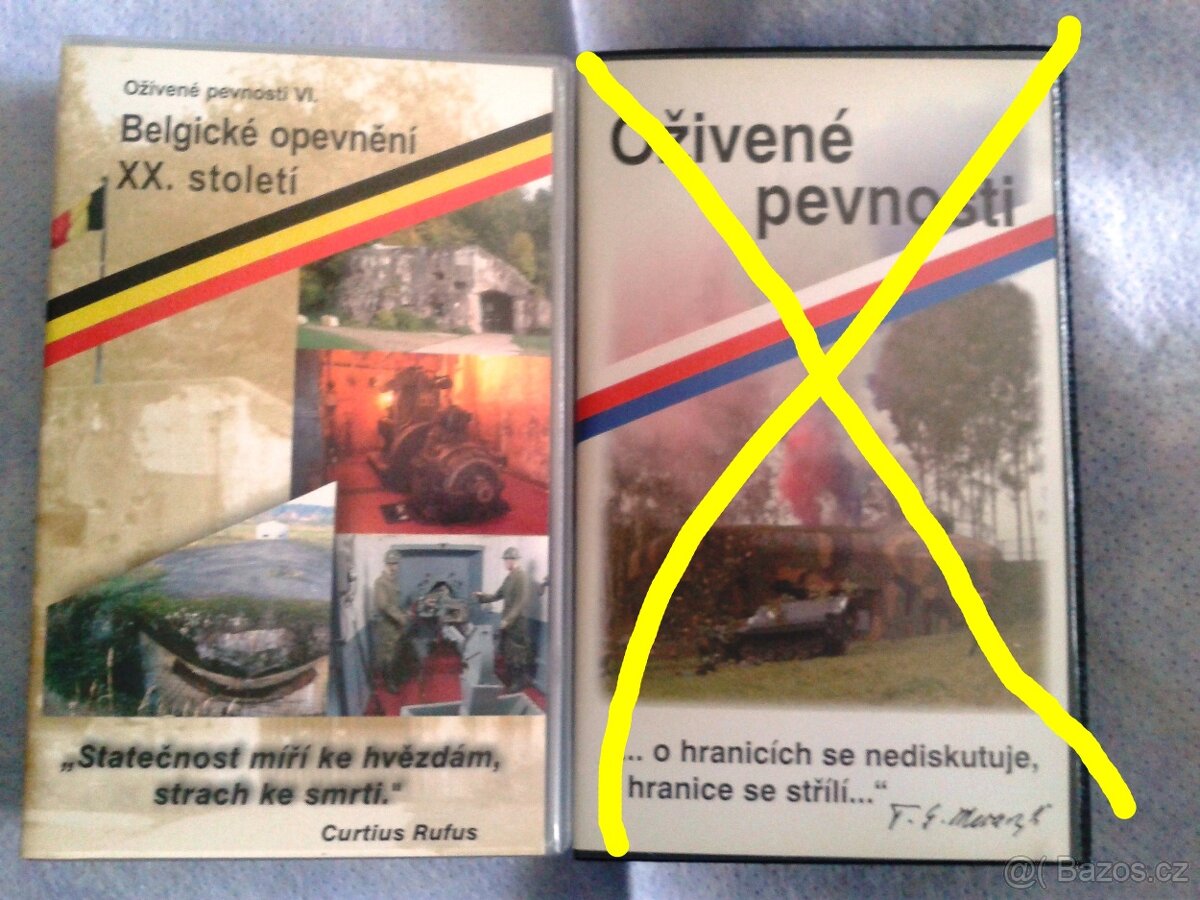 Oživené pevnosti VI.
Belgické opevnění
XX. století
„Statečnost míří ke hvězdám,
strach ke smrti."
Curtius Rufus
Oživené
pevnosti
... o hranicích se nediskutuje,
hranice se střílí..."
T. G. Masaryk
@( Bazos.cz